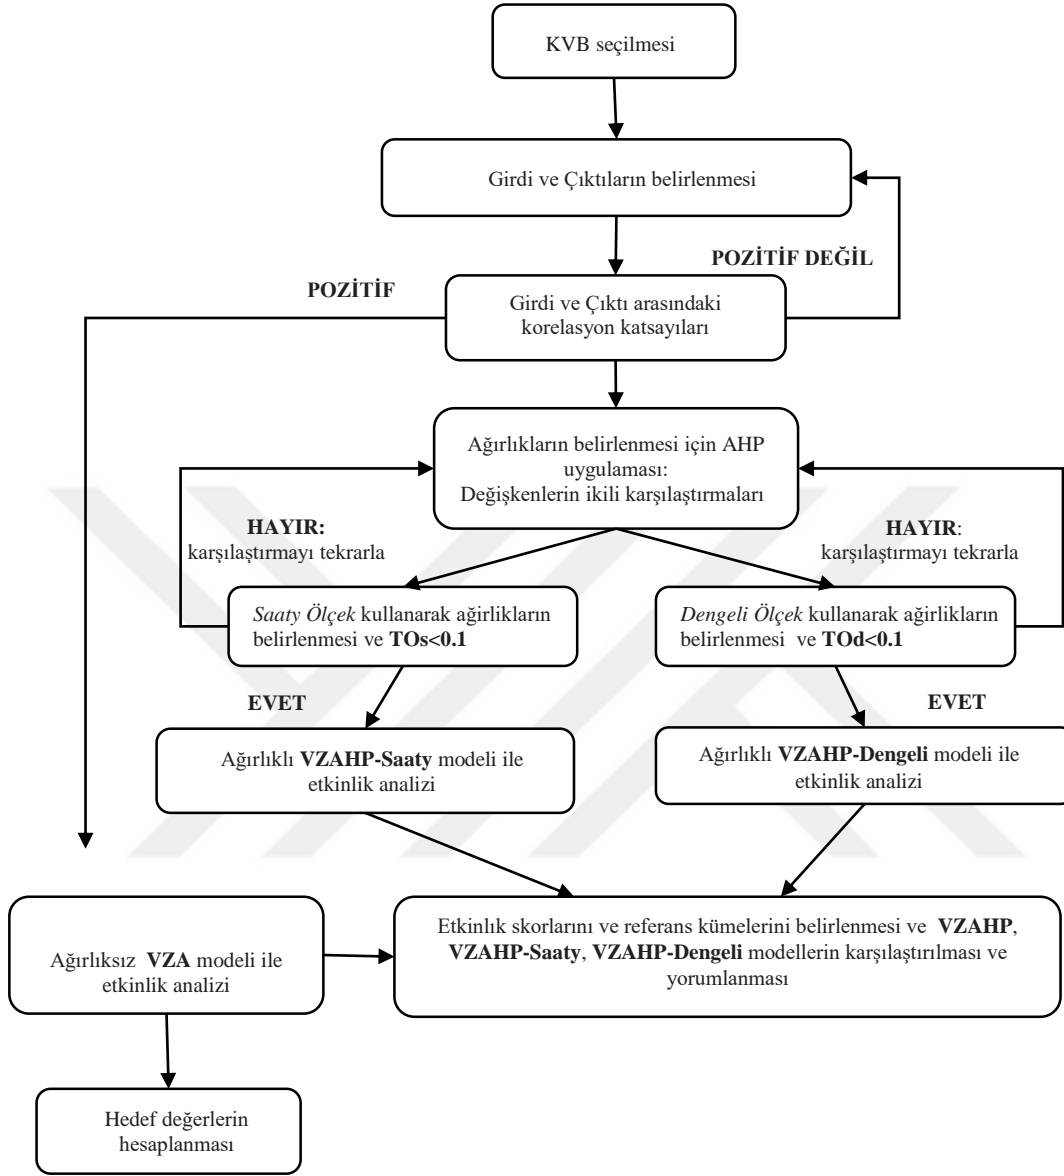 KVB seçilmesi
Girdi ve Çıktıların belirlenmesi
POZİTİF DEĞİL
POZİTİF
Girdi ve Çıktı arasındaki
korelasyon katsayıları
Ağırlıkların belirlenmesi için AHP
uygulaması:
Değişkenlerin ikili karşılaştırmaları
HAYIR:
karşılaştırmayı tekrarla
HAYIR:
karşılaştırmayı tekrarla
Saaty Ölçek kullanarak ağirlikların
belirlenmesi ve TOs<0.1
Dengeli Ölçek kullanarak ağirlikların
belirlenmesi ve TOd<0.1
EVET
EVET
Ağırlıklı VZAHP-Saaty modeli ile
etkinlik analizi
Ağırlıklı VZAHP-Dengeli modeli ile
etkinlik analizi
Ağırlıksız VZA modeli ile
etkinlik analizi
Etkinlık skorlarını ve referans kümelerini belirlenmesi ve VZAHP,
VZAHP-Saaty, VZAHP-Dengeli modellerin karşılaştırılması ve
yorumlanması
Hedef değerlerin
hesaplanması